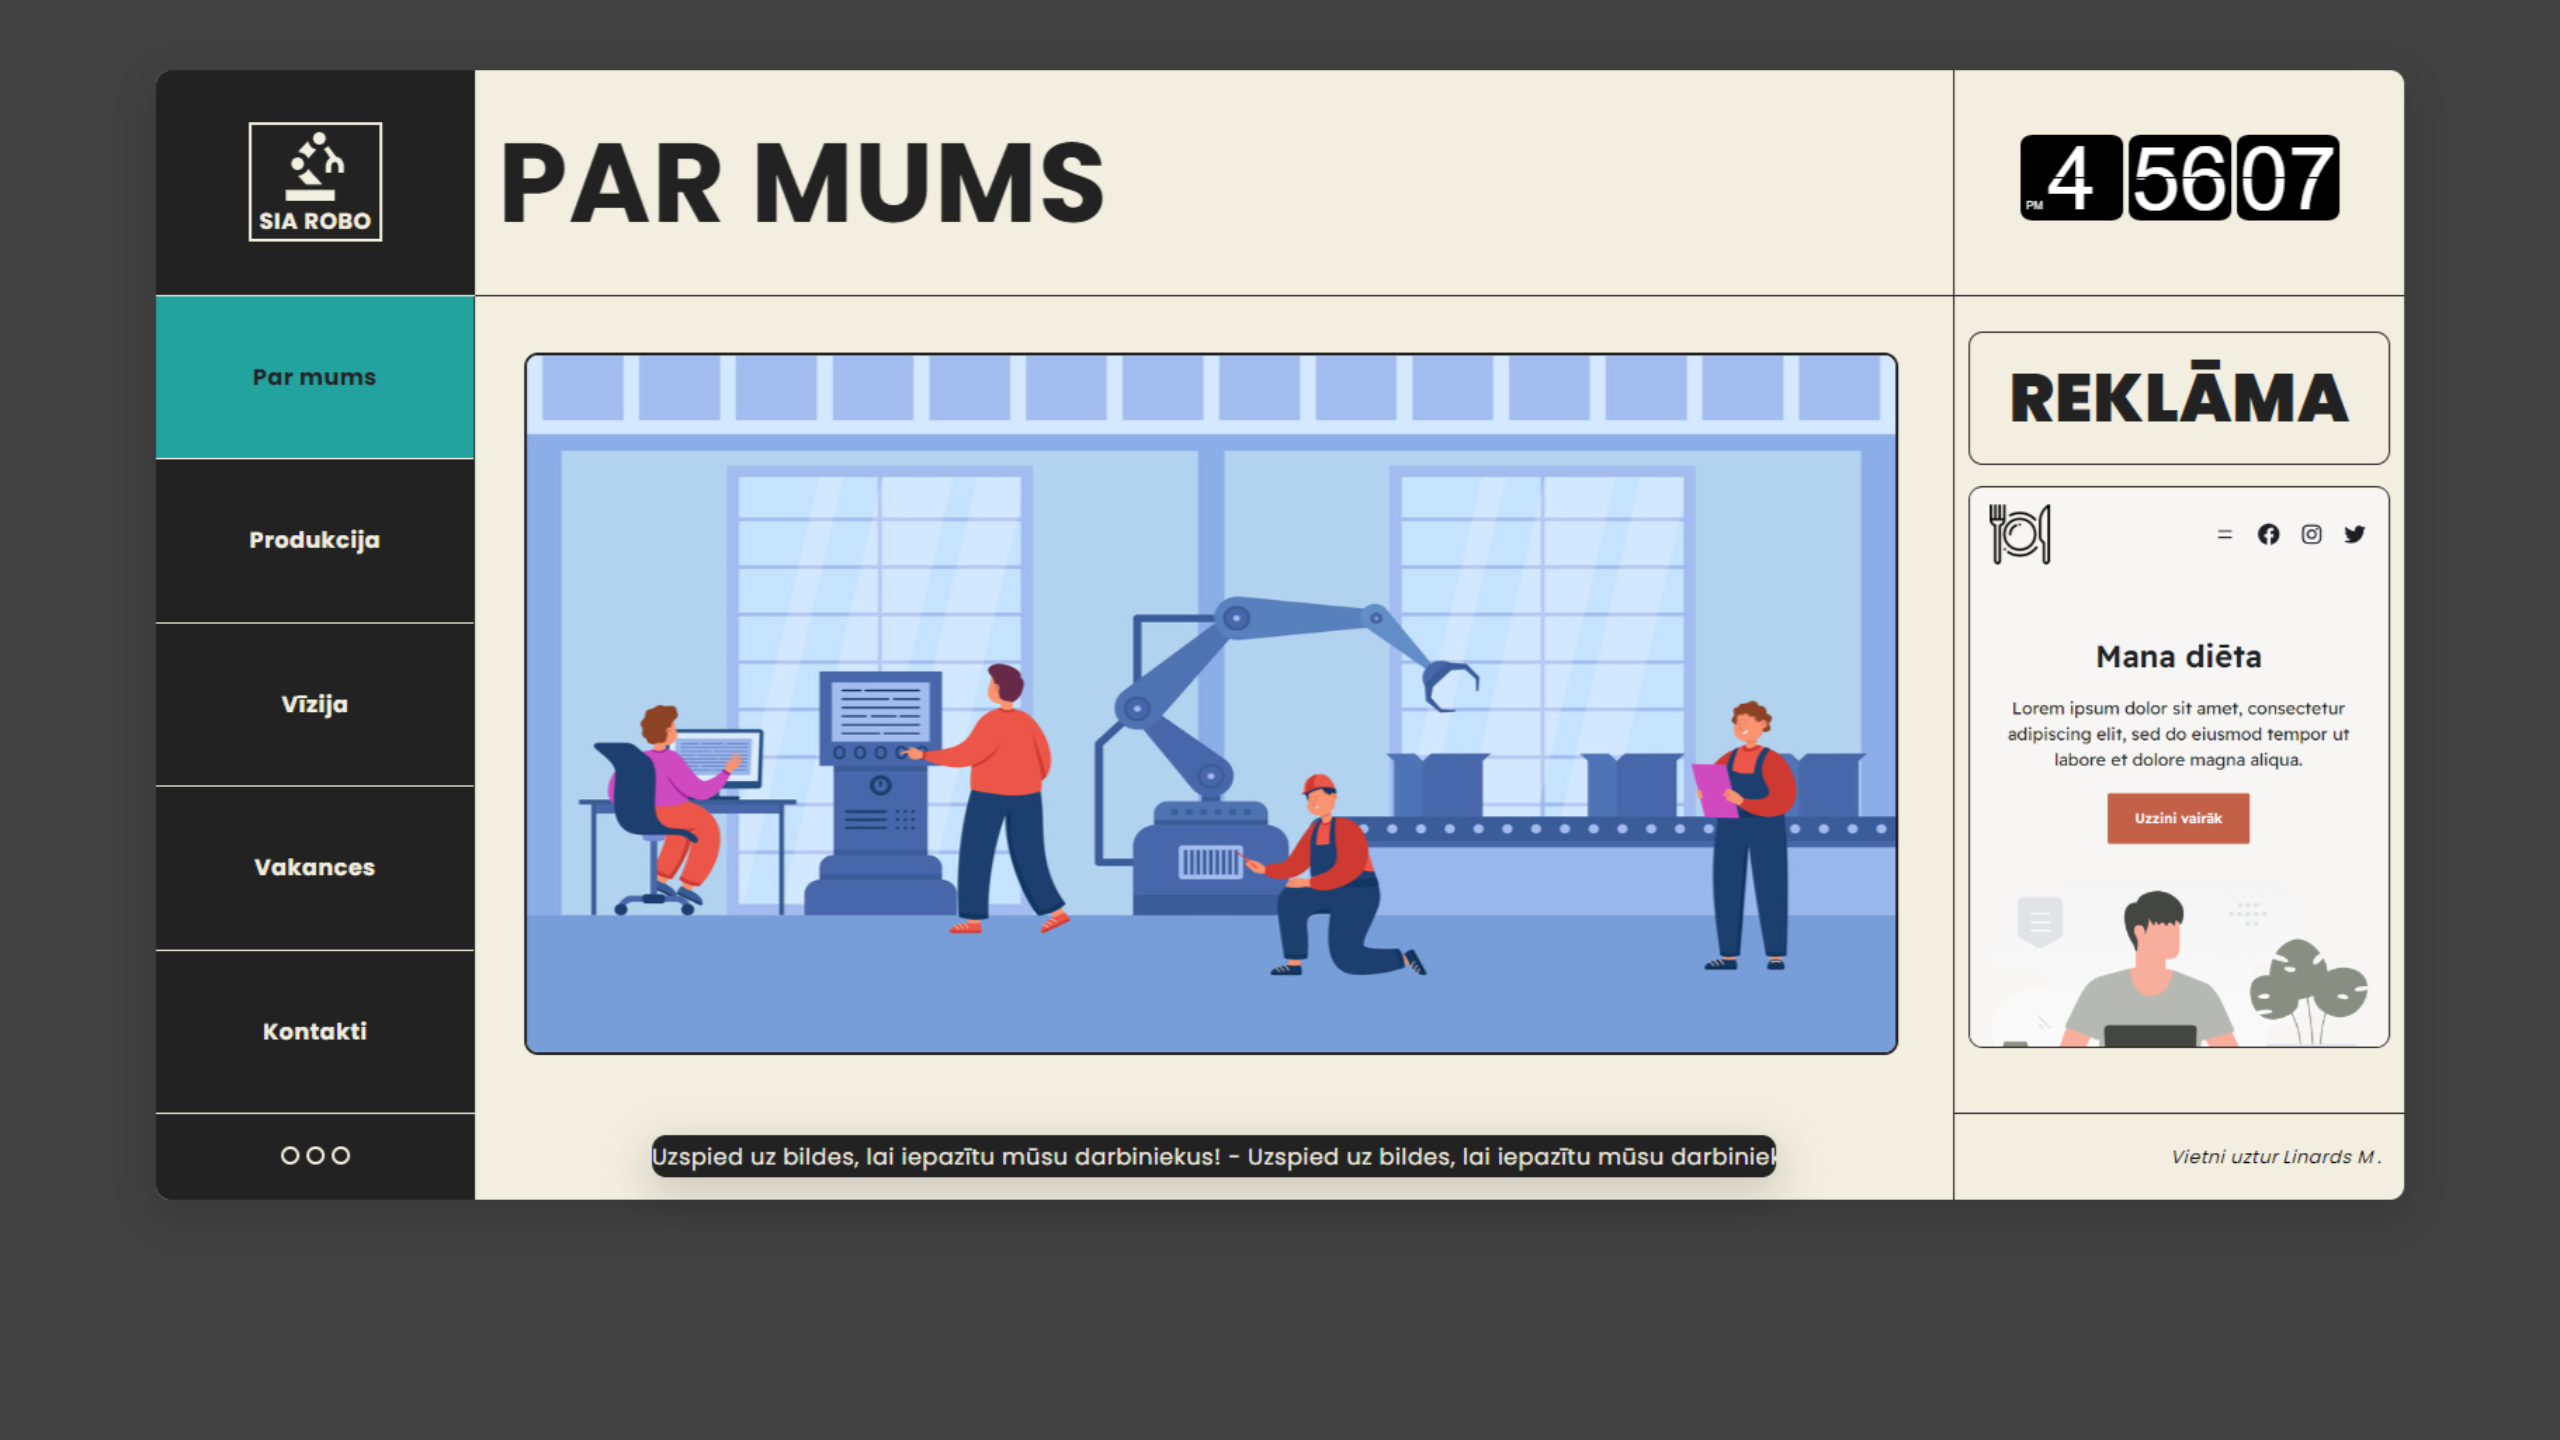 SIA ROBO
PAR MUMS
PM 4 56 07
Par mums
Produkcija
Vīzija
Vakances
Kontakti
Uzspied uz bildes, lai iepazītu mūsu darbiniekus! - Uzspied uz bildes, lai iepazītu mūsu darbiniek
REKLĀMA
Mana diēta
Lorem ipsum dolor sit amet, consectetur
adipiscing elit, sed do eiusmod tempor ut
labore et dolore magna aliqua.
Uzzini vairāk
Vietni uztur Linards M .